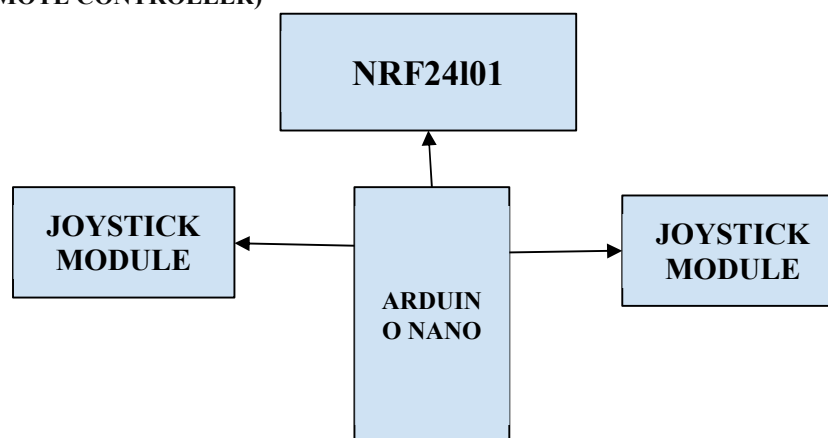 MOTE CONTROLLER)
NRF24l01
JOYSTICK
MODULE
JOYSTICK
MODULE
ARDUIN
O NANO